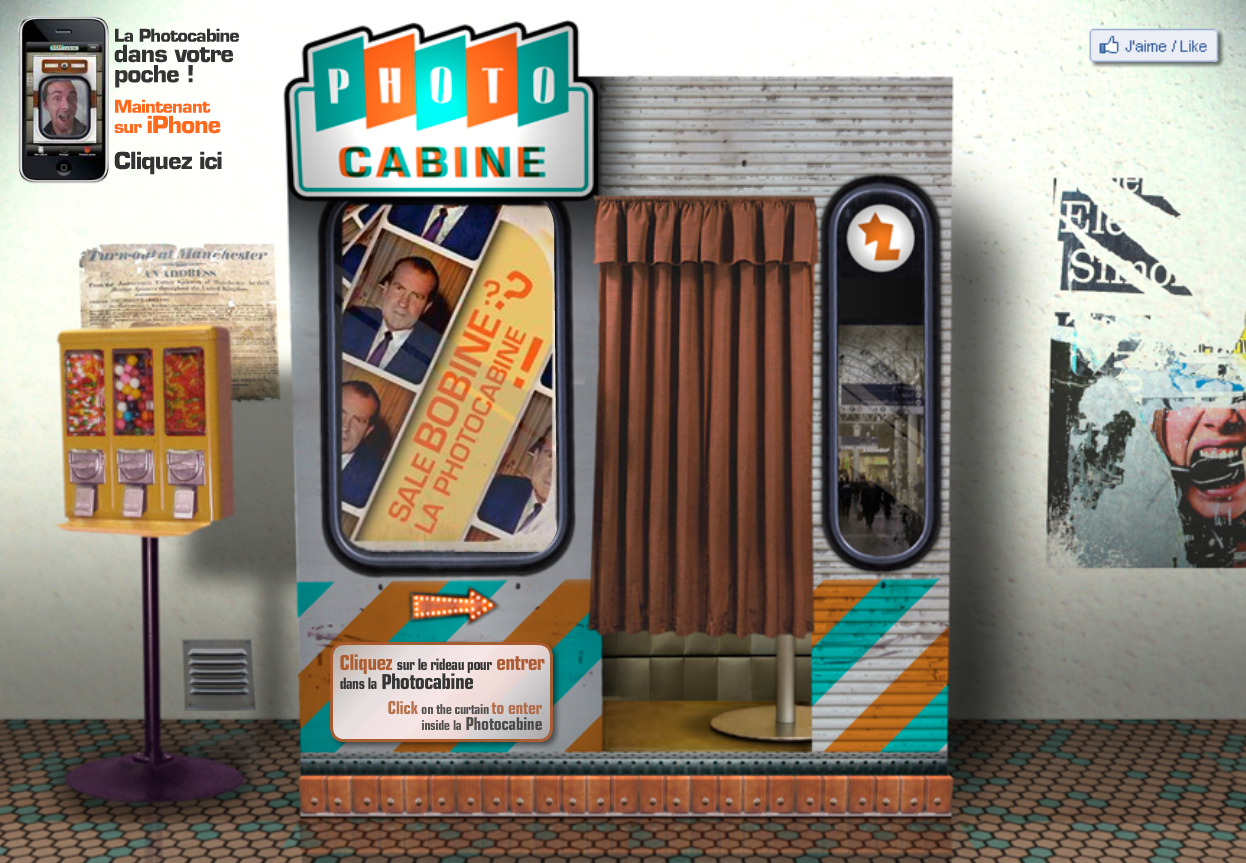 La Photocabine
dans votre
poche !
Maintenant
sur iPhone
Cliquez ici
PHOTO
CABINE
J'aime / Like
Turn-out at Manchester
AN ADDRESS
SALE BOBINE ??
LA PHOTOCABINE !!
Ele
Simo
Cliquez sur le rideau pour entrer
dans la Photocabine
Click on the curtain to enter
inside la Photocabine